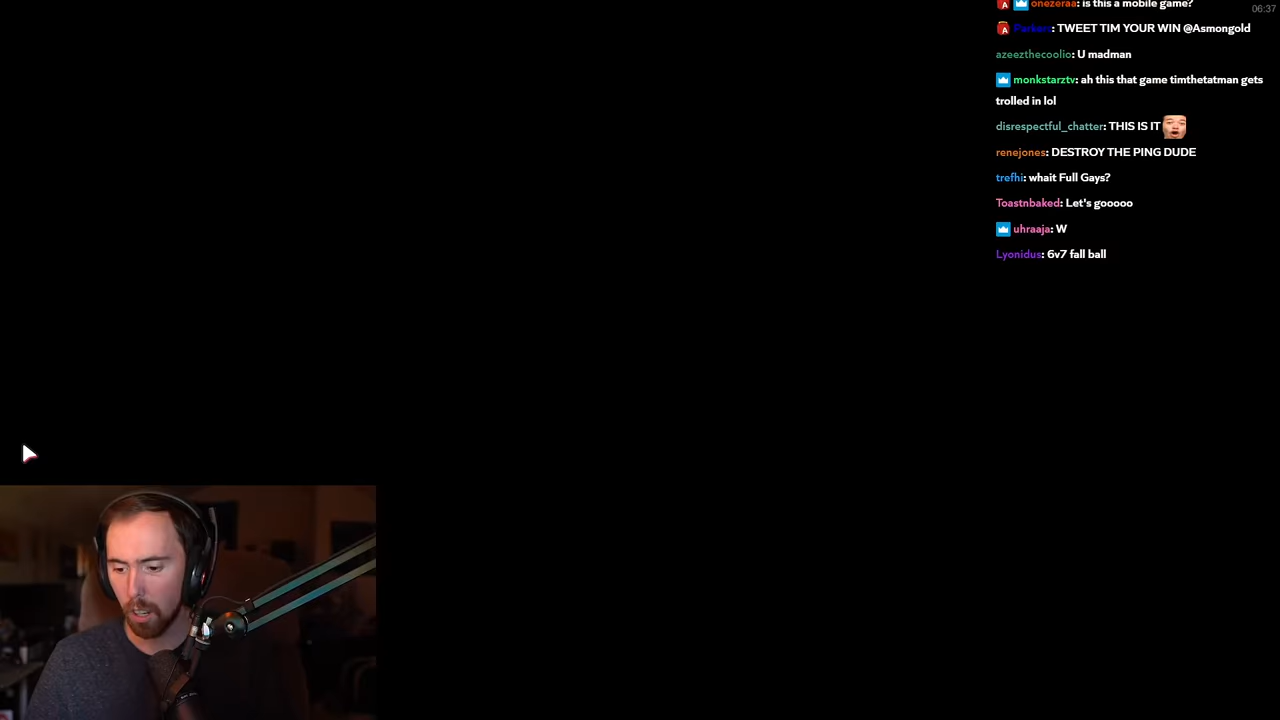 onezeraa: is this a mobile game?
06:37
Parkess: TWEET TIM YOUR WIN @Asmongold
azeezthecoolio: U madman
monkstarztv: ah this that game timthetatman gets
trolled in lol
disrespectful_chatter: THIS IS IT
renejones: DESTROY THE PING DUDE
trefhi: whait Full Gays?
Toastnbaked: Let's gooooo
uhraaja: W
Lyonidus: 6v7 fall ball